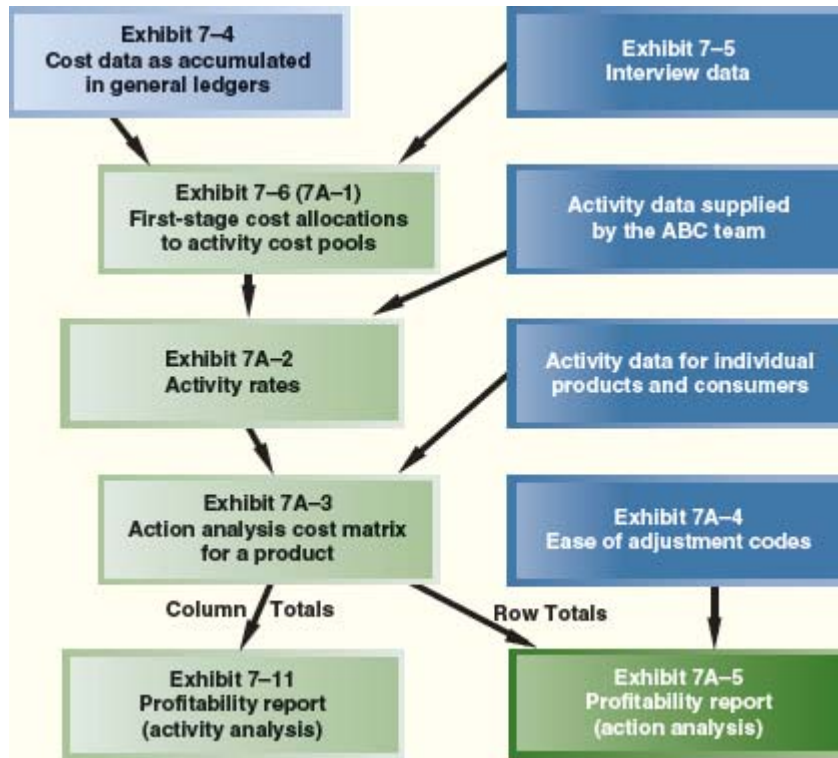 Exhibit 7–4
Cost data as accumulated
in general ledgers
Exhibit 7–5
Interview data
Exhibit 7–6 (7A–1)
First-stage cost allocations
to activity cost pools
Activity data supplied
by the ABC team
Exhibit 7A–2
Activity rates
Activity data for individual
products and consumers
Exhibit 7A–3
Action analysis cost matrix
for a product
Exhibit 7A–4
Ease of adjustment codes
Column Totals
Row Totals
Exhibit 7–11
Profitability report
(activity analysis)
Exhibit 7A–5
Profitability report
(action analysis)